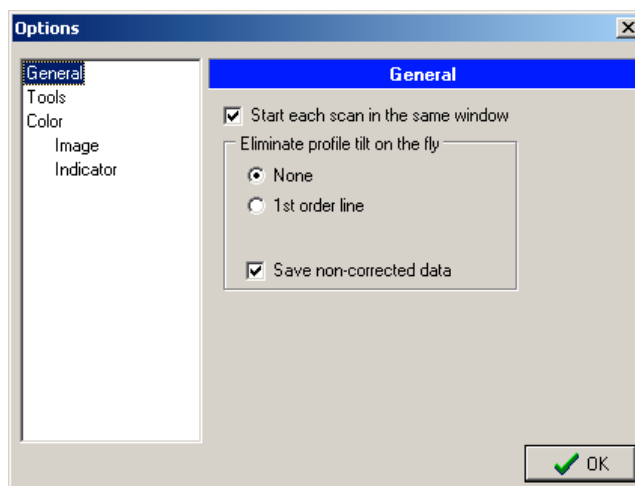 Options
General
Tools
Color
Image
Indicator
General
Start each scan in the same window
Eliminate profile tilt on the fly
None
1st order line
Save non-corrected data
OK